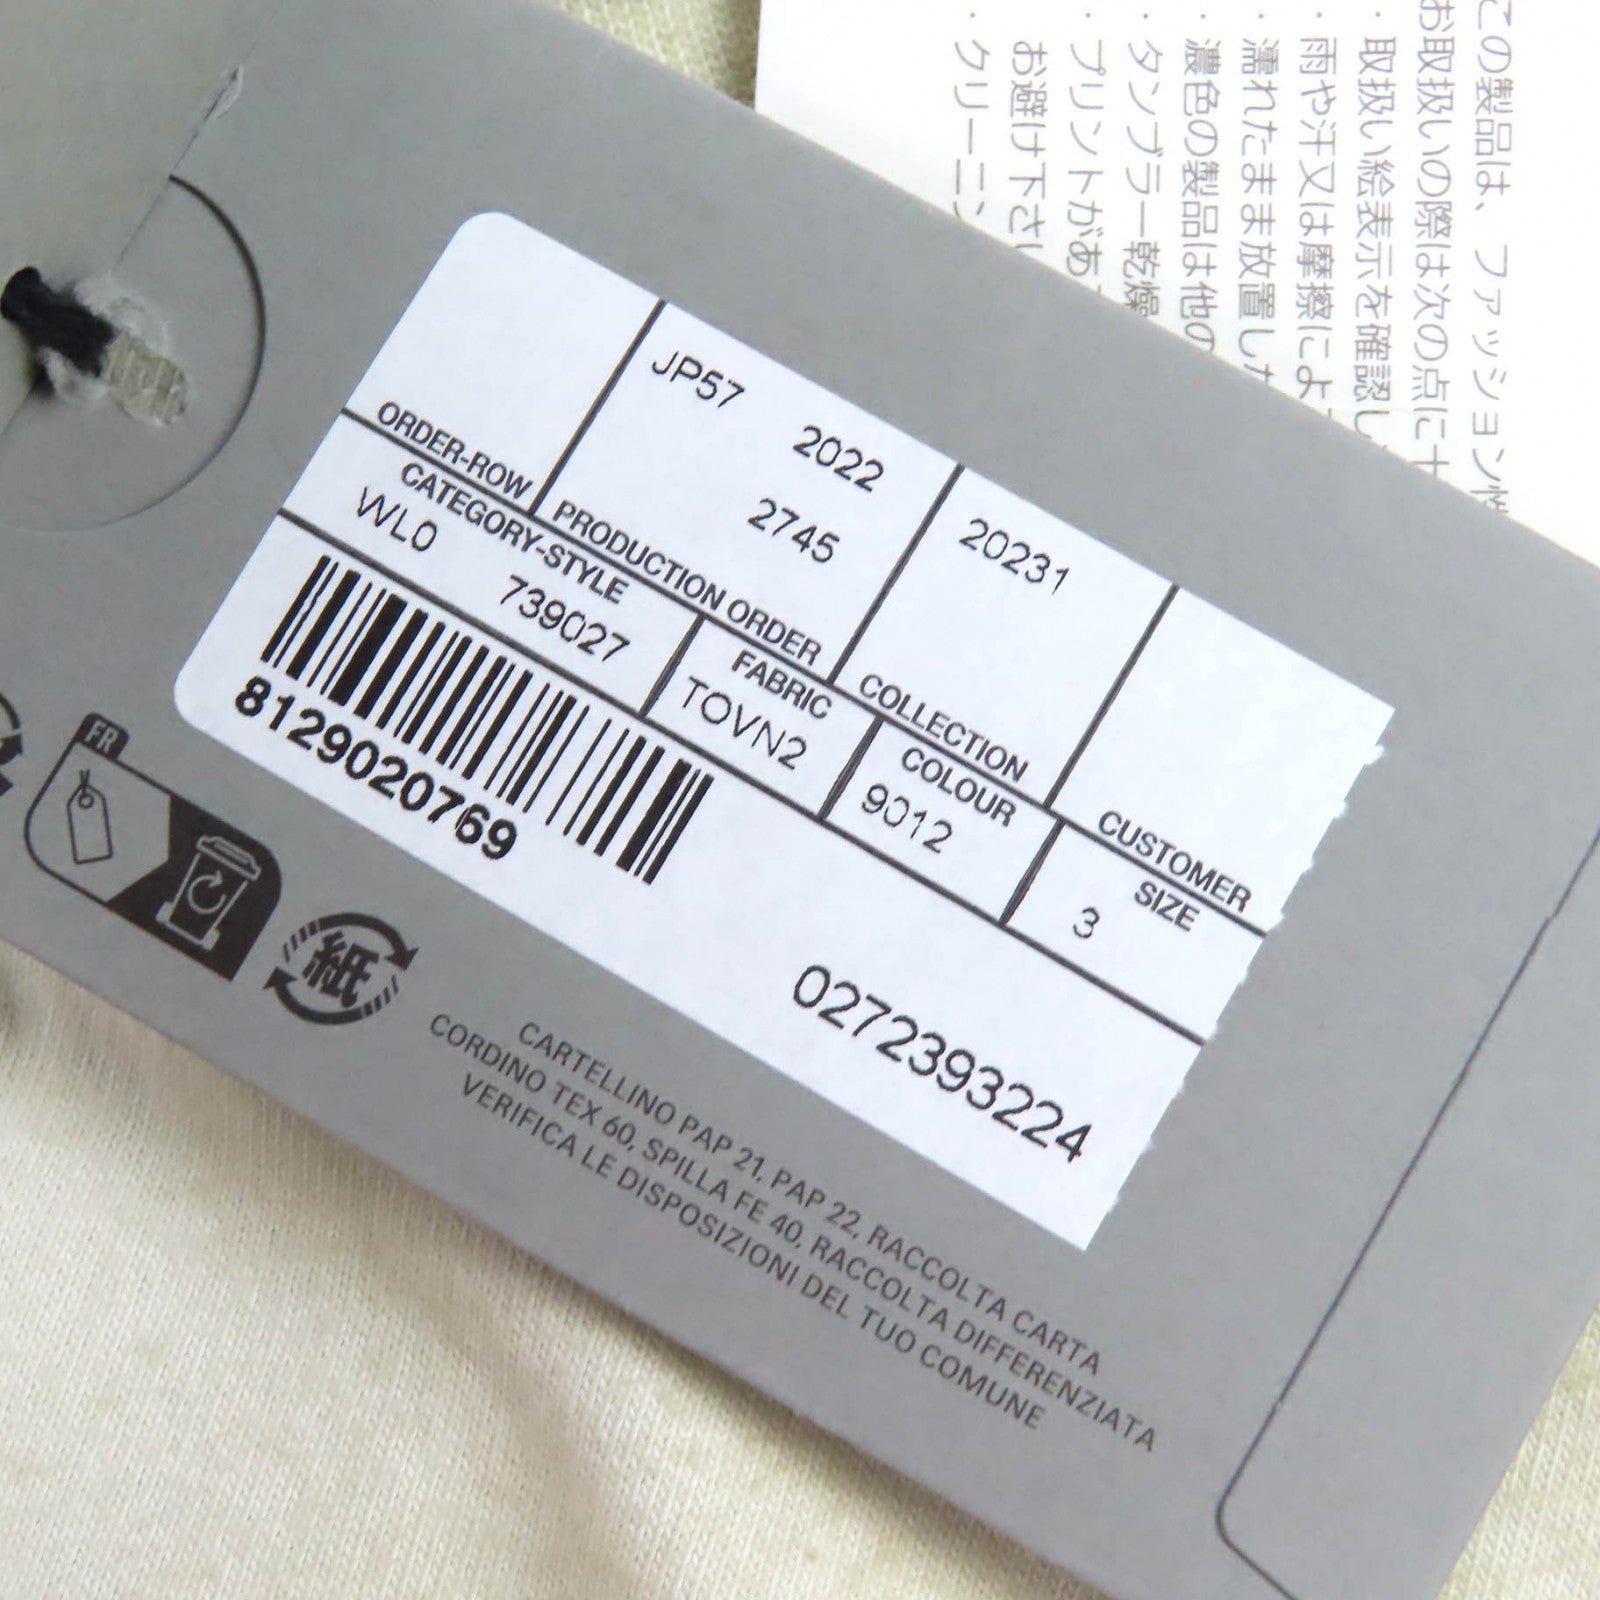 JP57 2022 20231
2745
ORDER-ROW PRODUCTION ORDER COLLECTION CUSTOMER
CATEGORY-STYLE FABRIC COLOUR SIZE
WL0 739027 TOVN2 9012 3
8129020769
0272393224
FR
紙
CARTELLINO PAP 21, PAP 22, RACCOLTA CARTA
CORDINO TEX 60, SPILLA FE 40, RACCOLTA DIFFERENZIATA
VERIFICA LE DISPOSIZIONI DEL TUO COMUNE
この製品は、ファッション性
お取扱いの際は次の点に十
・取扱い絵表示を確認し
・雨や汗又は摩擦によ
・濡れたまま放置した
・濃色の製品は他の
・タンブラー乾燥
・プリントがあ
お避け下さい
・クリーニン